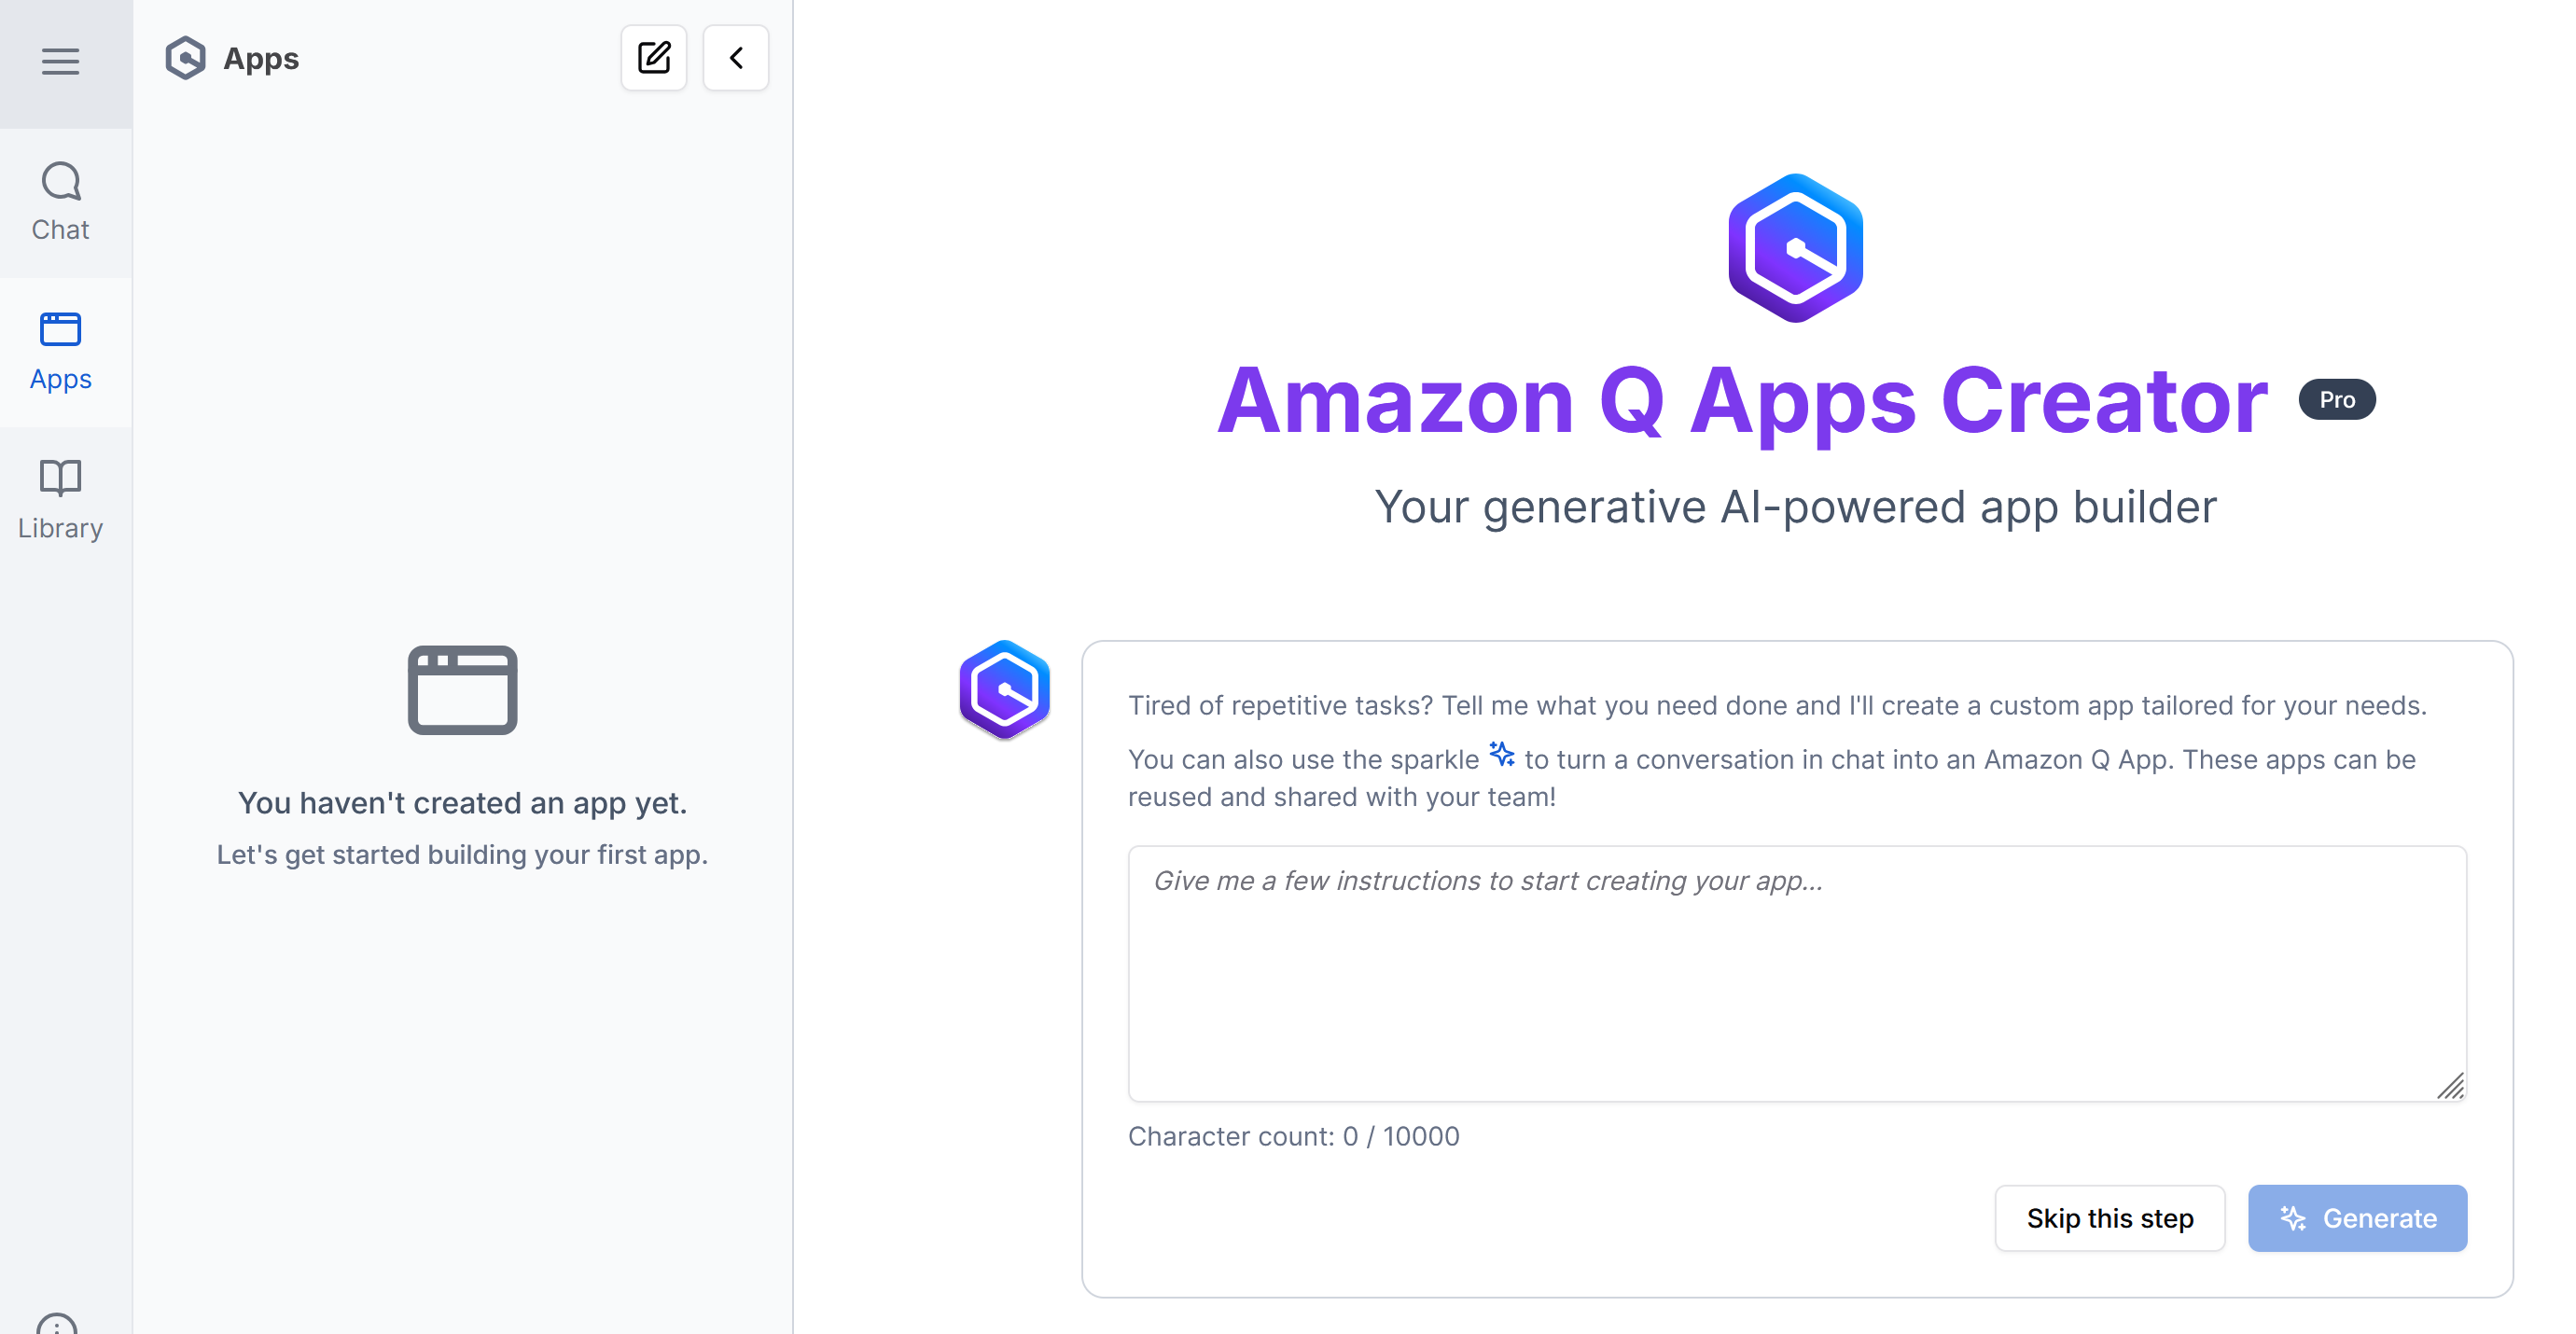 Apps
Chat
Apps
Library
You haven't created an app yet.
Let's get started building your first app.
Amazon Q Apps Creator Pro
Your generative AI-powered app builder
Tired of repetitive tasks? Tell me what you need done and I'll create a custom app tailored for your needs.
You can also use the sparkle to turn a conversation in chat into an Amazon Q App. These apps can be
reused and shared with your team!
Give me a few instructions to start creating your app...
Character count: 0 / 10000
Skip this step
Generate